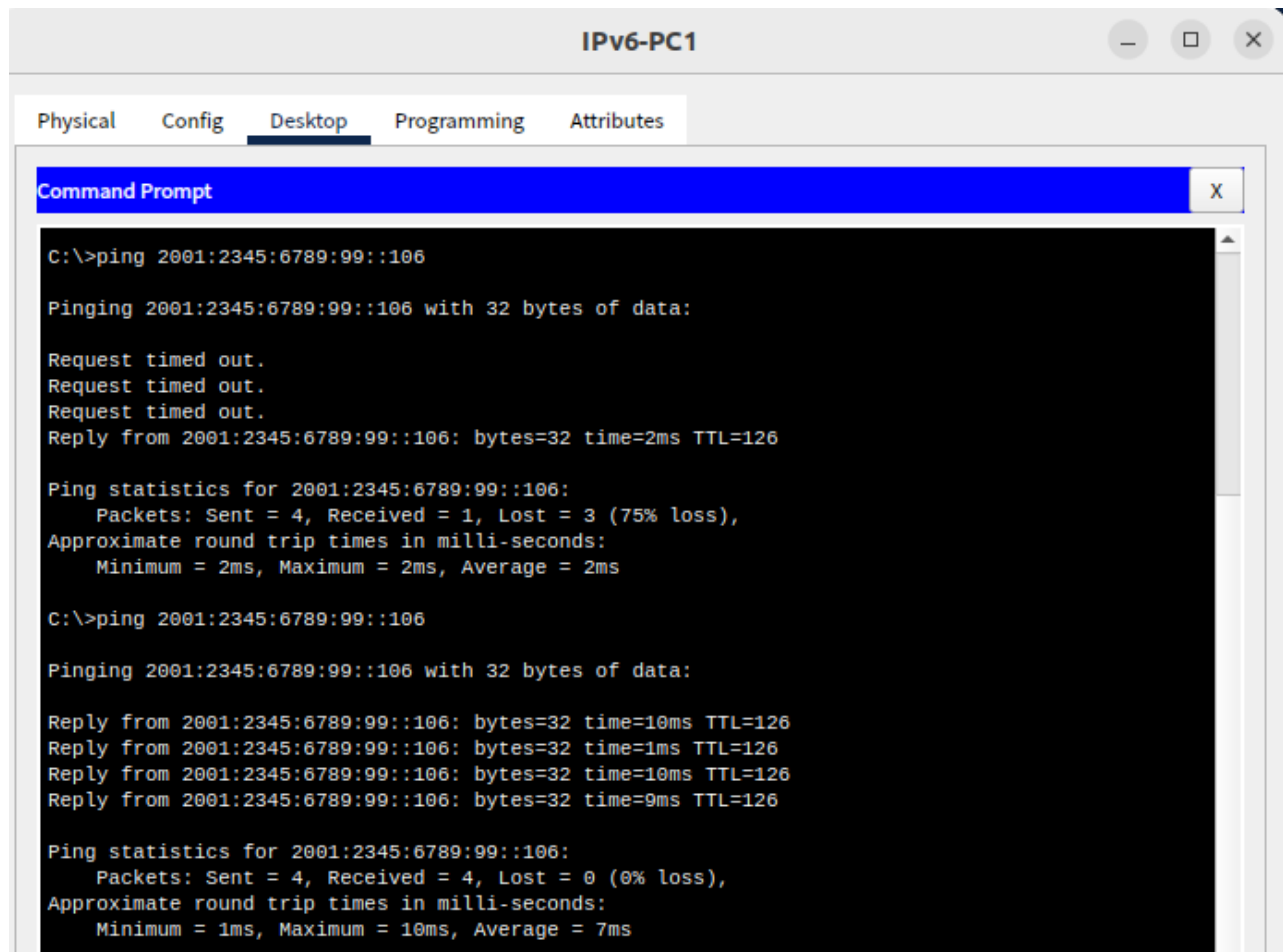 IPv6-PC1
Physical Config Desktop Programming Attributes
Command Prompt X
C:\>ping 2001:2345:6789:99::106
Pinging 2001:2345:6789:99::106 with 32 bytes of data:
Request timed out.
Request timed out.
Request timed out.
Reply from 2001:2345:6789:99::106: bytes=32 time=2ms TTL=126
Ping statistics for 2001:2345:6789:99::106:
    Packets: Sent = 4, Received = 1, Lost = 3 (75% loss),
Approximate round trip times in milli-seconds:
    Minimum = 2ms, Maximum = 2ms, Average = 2ms
C:\>ping 2001:2345:6789:99::106
Pinging 2001:2345:6789:99::106 with 32 bytes of data:
Reply from 2001:2345:6789:99::106: bytes=32 time=10ms TTL=126
Reply from 2001:2345:6789:99::106: bytes=32 time=1ms TTL=126
Reply from 2001:2345:6789:99::106: bytes=32 time=10ms TTL=126
Reply from 2001:2345:6789:99::106: bytes=32 time=9ms TTL=126
Ping statistics for 2001:2345:6789:99::106:
    Packets: Sent = 4, Received = 4, Lost = 0 (0% loss),
Approximate round trip times in milli-seconds:
    Minimum = 1ms, Maximum = 10ms, Average = 7ms